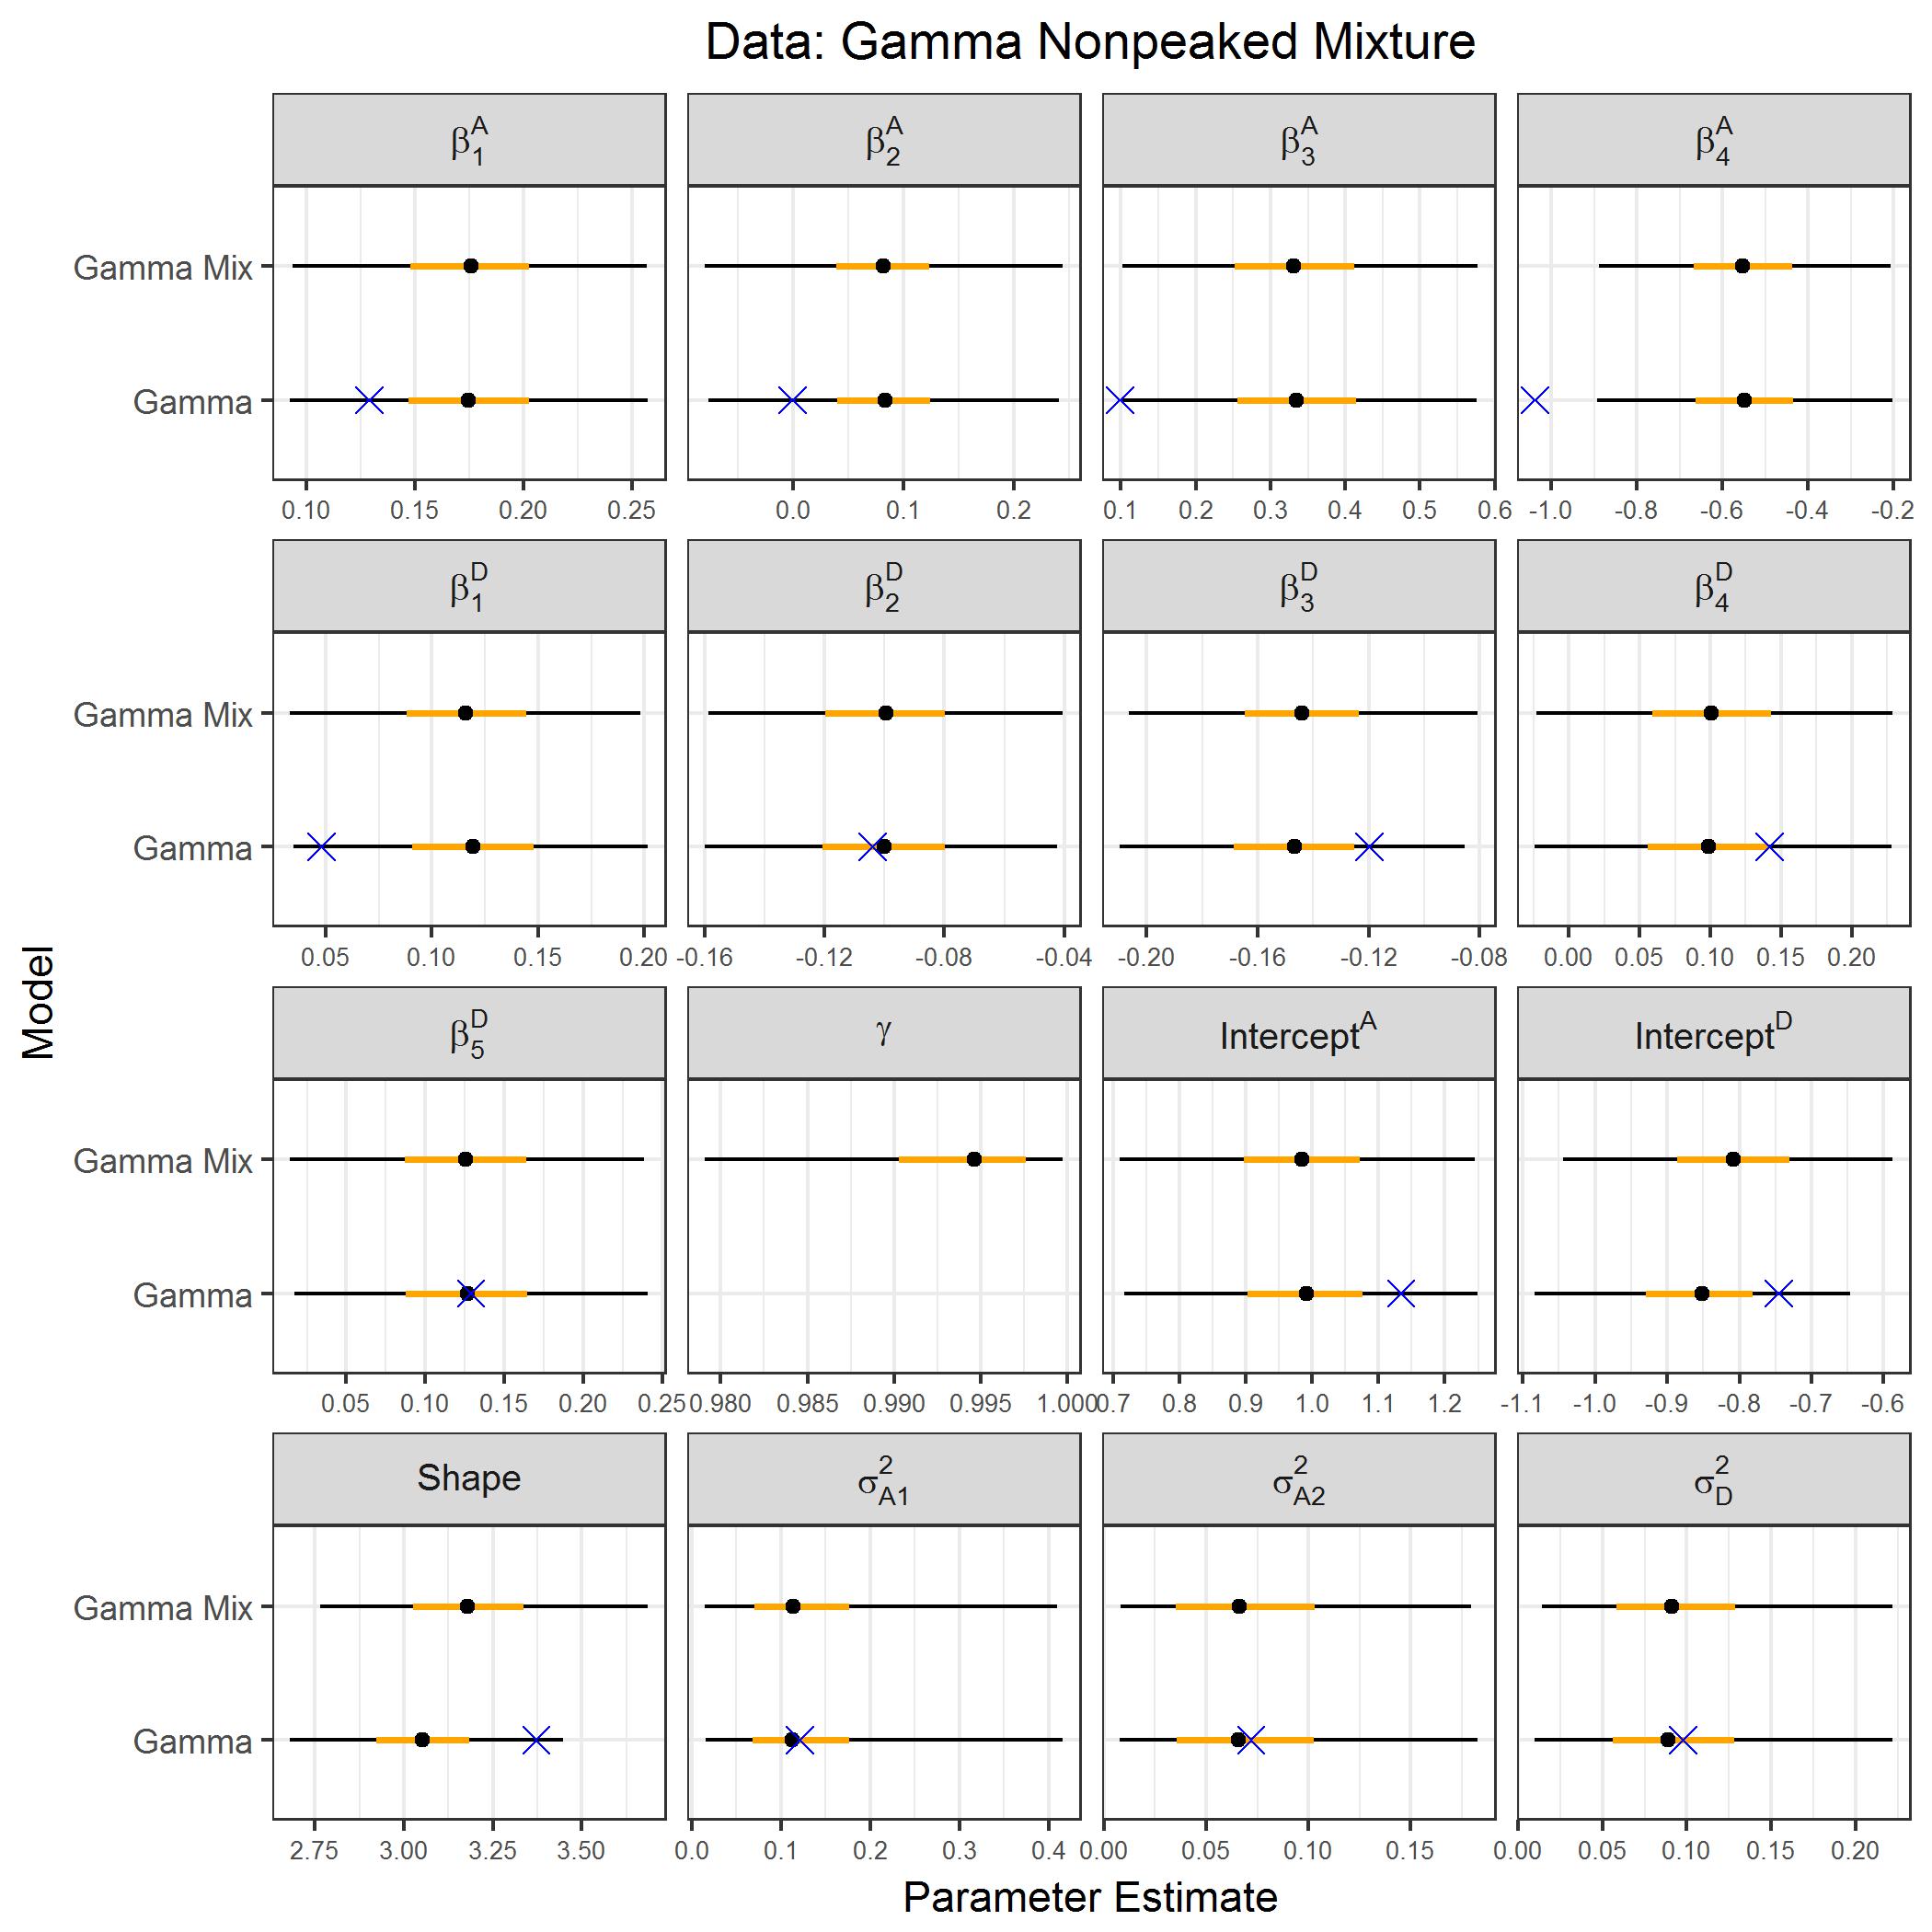 Data: Gamma Nonpeaked Mixture
β₁ᴬ β₂ᴬ β₃ᴬ β₄ᴬ
Gamma Mix
Gamma
0.10 0.15 0.20 0.25 0.0 0.1 0.2 0.1 0.2 0.3 0.4 0.5 0.6 -1.0 -0.8 -0.6 -0.4 -0.2
β₁ᴰ β₂ᴰ β₃ᴰ β₄ᴰ
Gamma Mix
Gamma
0.05 0.10 0.15 0.20 -0.16 -0.12 -0.08 -0.04 -0.20 -0.16 -0.12 -0.08 0.00 0.05 0.10 0.15 0.20
Model
β₅ᴰ γ Interceptᴬ Interceptᴰ
Gamma Mix
Gamma
0.05 0.10 0.15 0.20 0.25 0.980 0.985 0.990 0.995 1.000 0.7 0.8 0.9 1.0 1.1 1.2 -1.1 -1.0 -0.9 -0.8 -0.7 -0.6
Shape σ²A1 σ²A2 σ²D
Gamma Mix
Gamma
2.75 3.00 3.25 3.50 0.0 0.1 0.2 0.3 0.4 0.00 0.05 0.10 0.15 0.00 0.05 0.10 0.15 0.20
Parameter Estimate